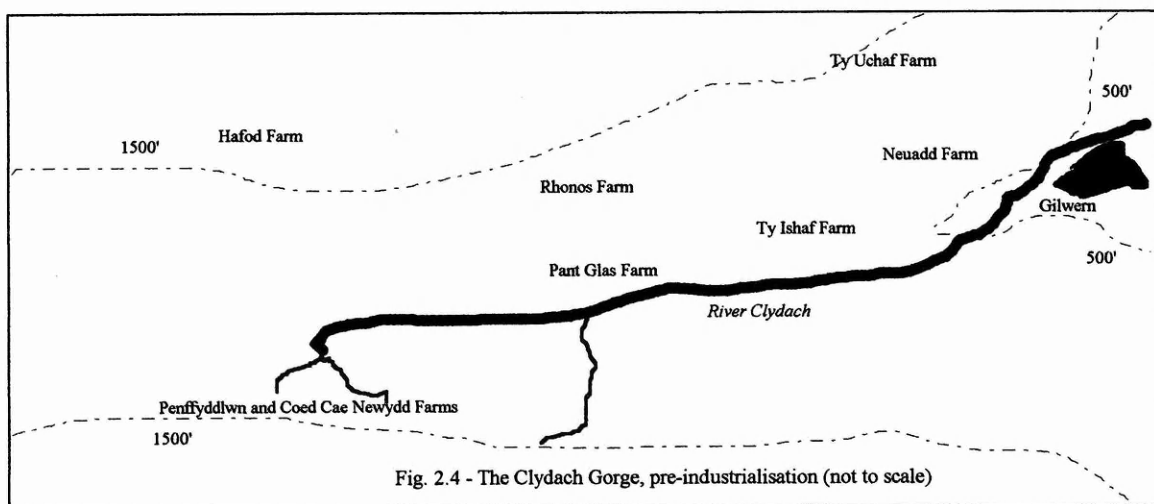 Ty Uchaf Farm
500'
Hafod Farm
1500'
Neuadd Farm
Rhonos Farm
Gilwern
Ty Ishaf Farm
500'
Pant Glas Farm
River Clydach
Penffyddlwn and Coed Cae Newydd Farms
1500'
Fig. 2.4 - The Clydach Gorge, pre-industrialisation (not to scale)